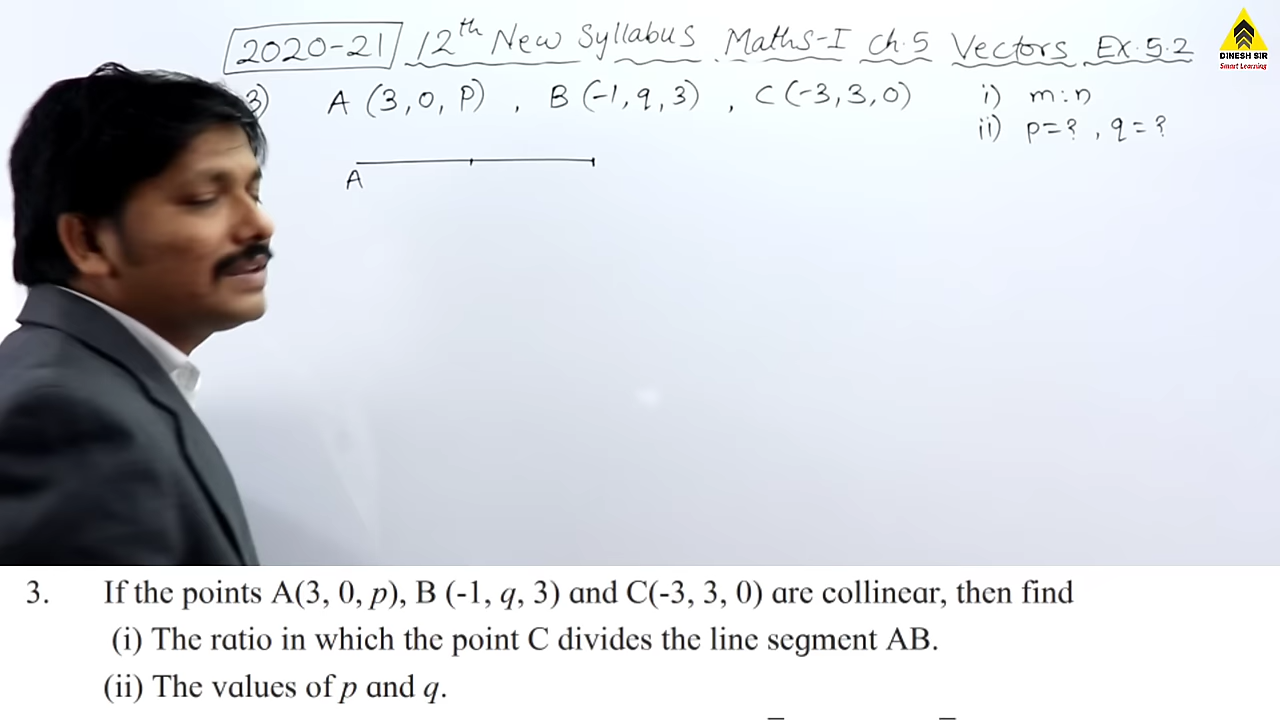 2020-21 12th New Syllabus Maths-I Ch.5 Vectors Ex.5.2
DINESH SIR
Smart Learning
3) A (3,0,P) , B (-1,q,3) , C (-3,3,0) i) m:n
ii) p=? , q=?
A
3. If the points A(3, 0, p), B (-1, q, 3) and C(-3, 3, 0) are collinear, then find
(i) The ratio in which the point C divides the line segment AB.
(ii) The values of p and q.